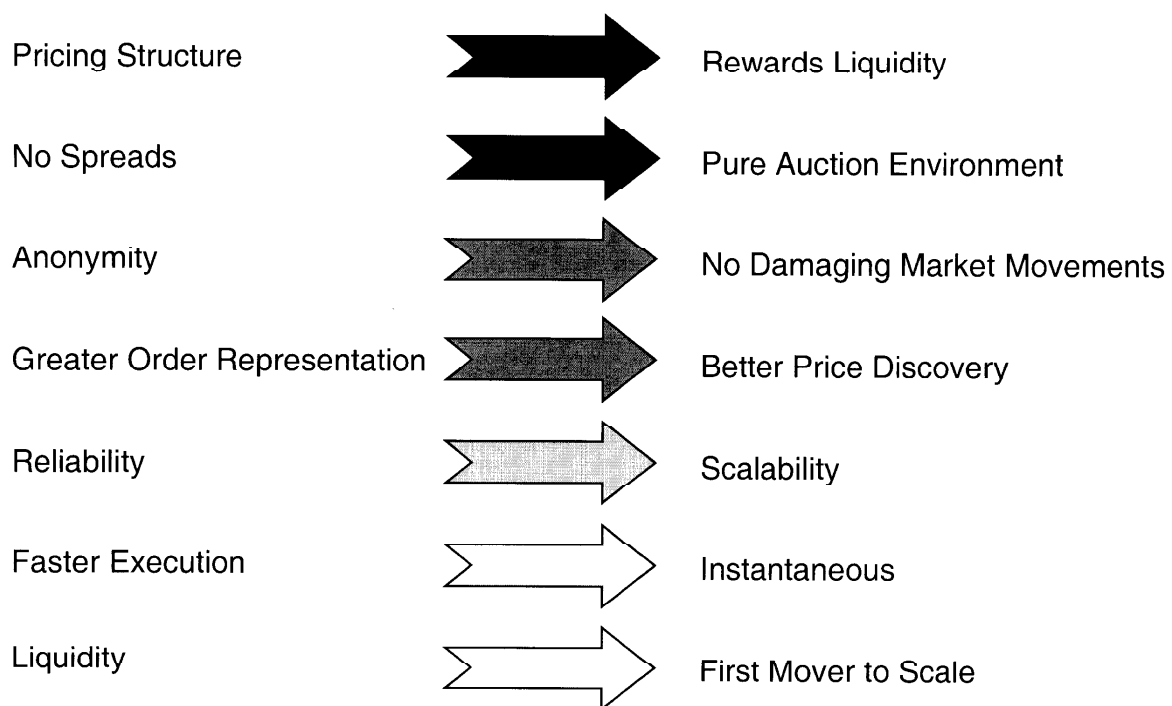 Pricing Structure
Rewards Liquidity
No Spreads
Pure Auction Environment
Anonymity
No Damaging Market Movements
Greater Order Representation
Better Price Discovery
Reliability
Scalability
Faster Execution
Instantaneous
Liquidity
First Mover to Scale